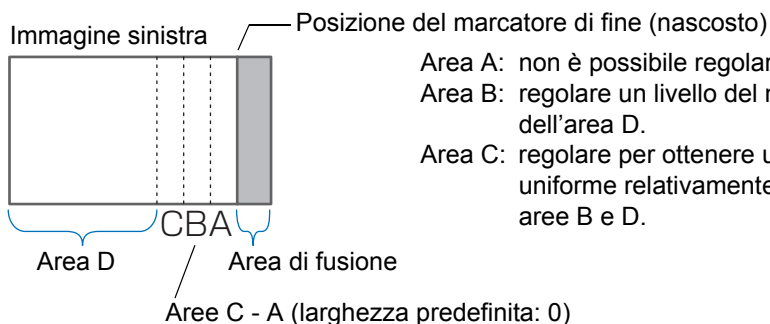 Posizione del marcatore di fine (nascosto)
Immagine sinistra
Area A: non è possibile
Area B: regolare un livello del
dell’area D.
Area C: regolare per ottenere
uniforme relativamente
aree B e D.
CBA
Area D
Area di fusione
Aree C - A (larghezza predefinita: 0)